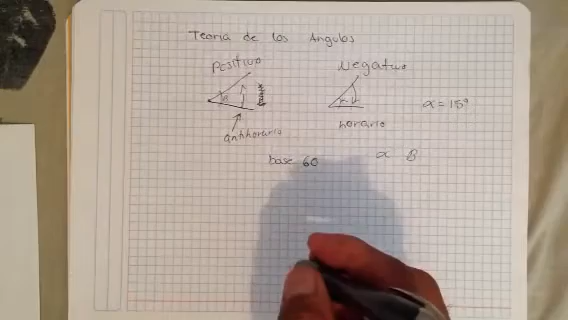 Teoria de los Angulos
Positivo
Negativo
α = 15°
antihorario
horario
base 60
α B